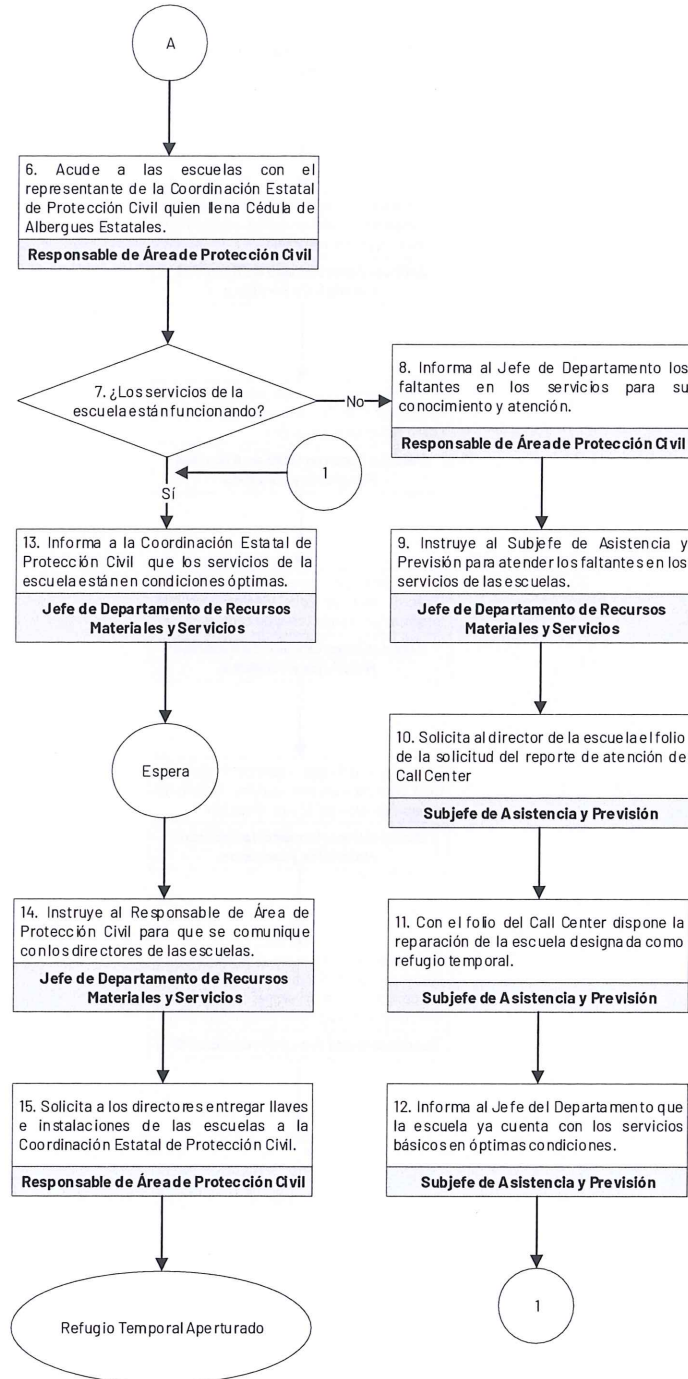 A
6. Acude a las escuelas con el
representante de la Coordinación Estatal
de Protección Civil quien llena Cédula de
Albergues Estatales.
Responsable de Área de Protección Civil
7. ¿Los servicios de la
escuela están funcionando?
No
8. Informa al Jefe de Departamento los
faltantes en los servicios para su
conocimiento y atención.
Responsable de Área de Protección Civil
1
Sí
13. Informa a la Coordinación Estatal de
Protección Civil que los servicios de la
escuela están en condiciones óptimas.
Jefe de Departamento de Recursos
Materiales y Servicios
9. Instruye al Subjefe de Asistencia y
Previsión para atender los faltantes en los
servicios de las escuelas.
Jefe de Departamento de Recursos
Materiales y Servicios
Espera
10. Solicita al director de la escuela el folio
de la solicitud del reporte de atención de
Call Center
Subjefe de Asistencia y Previsión
14. Instruye al Responsable de Área de
Protección Civil para que se comunique
con los directores de las escuelas.
Jefe de Departamento de Recursos
Materiales y Servicios
11. Con el folio del Call Center dispone la
reparación de la escuela designada como
refugio temporal.
Subjefe de Asistencia y Previsión
15. Solicita a los directores entregar llaves
e instalaciones de las escuelas a la
Coordinación Estatal de Protección Civil.
Responsable de Área de Protección Civil
12. Informa al Jefe del Departamento que
la escuela ya cuenta con los servicios
básicos en óptimas condiciones.
Subjefe de Asistencia y Previsión
Refugio Temporal Aperturado
1